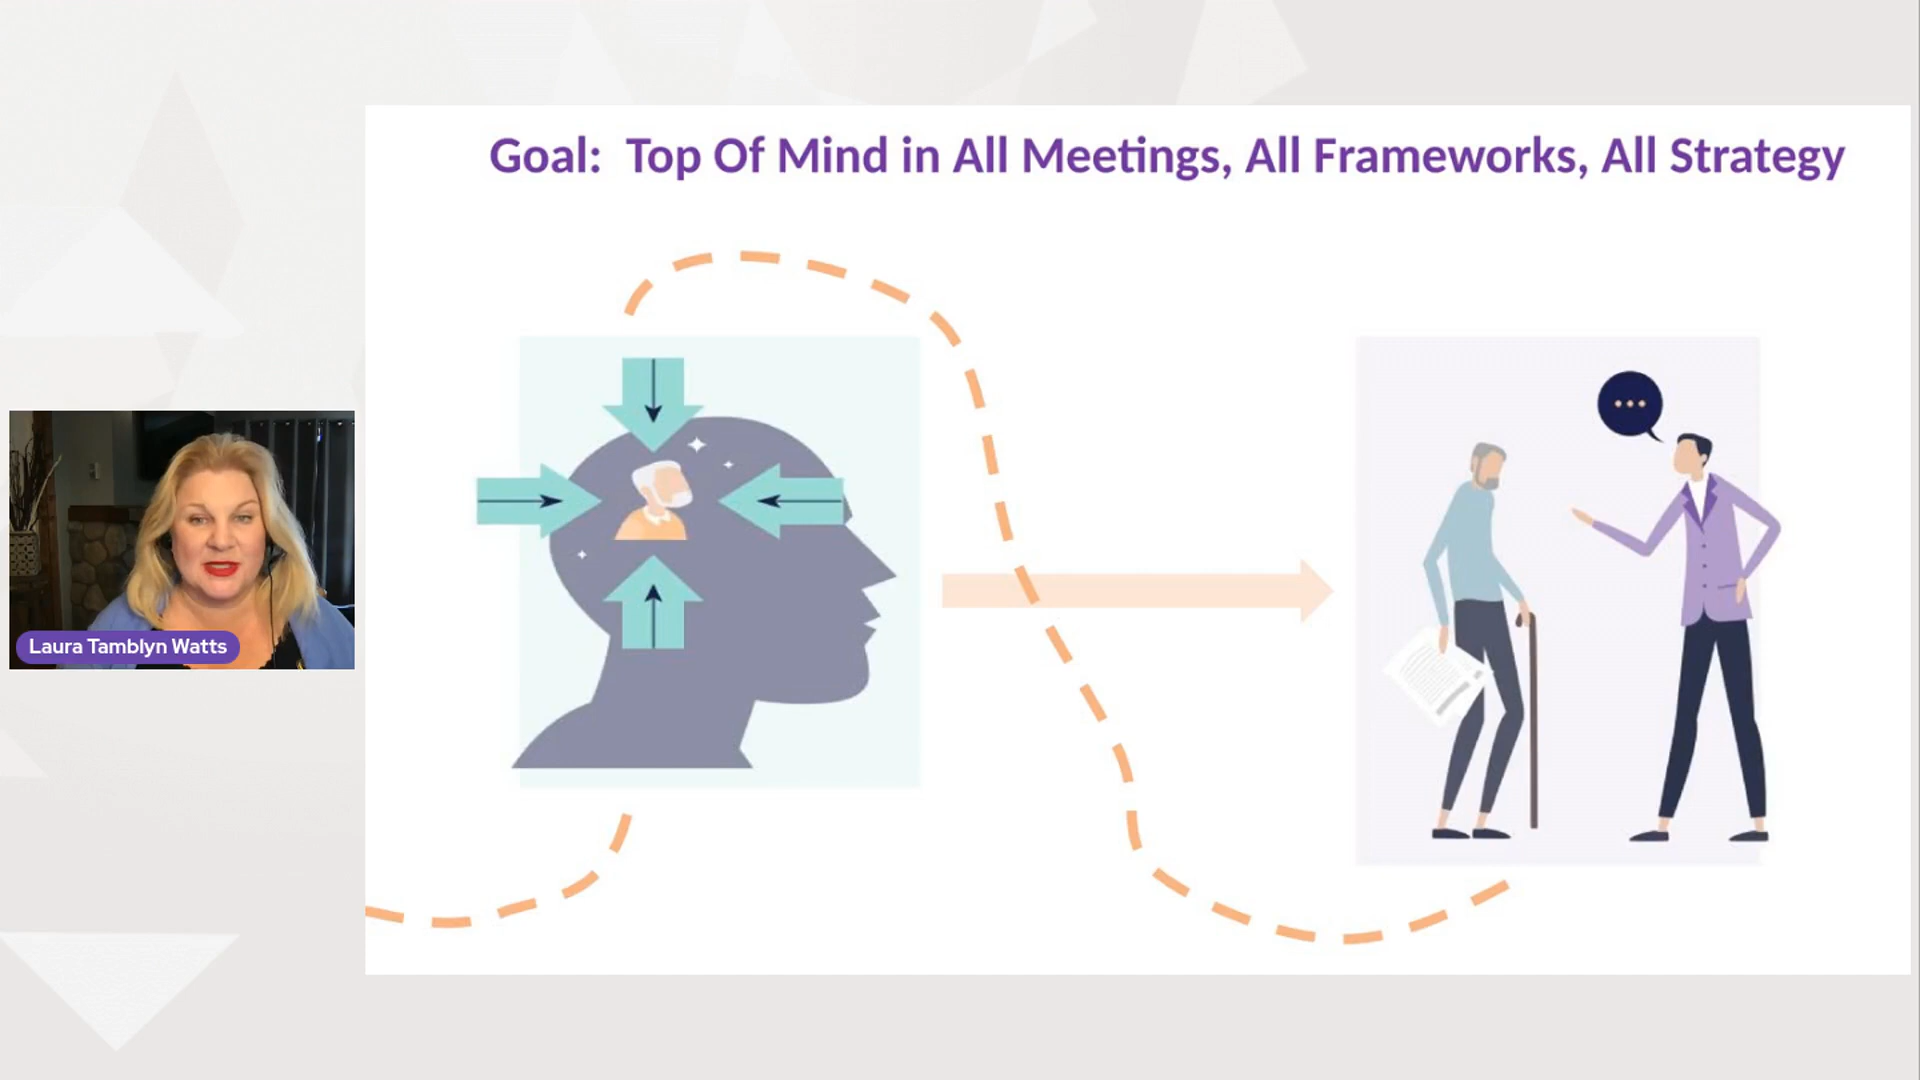 Goal: Top Of Mind in All Meetings, All Frameworks, All Strategy
Laura Tamblyn Watts